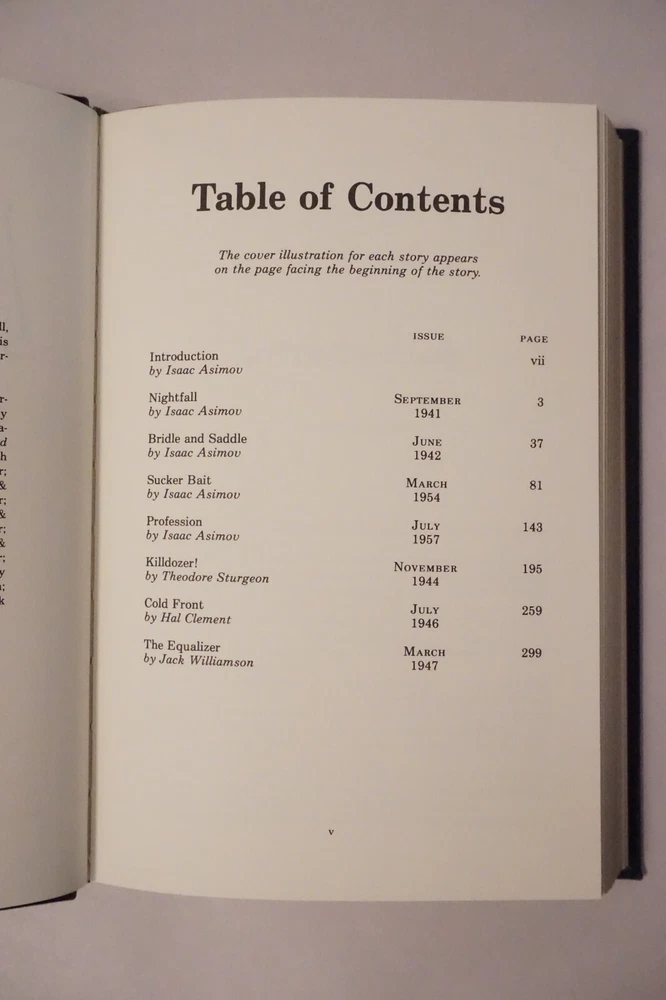 Table of Contents
The cover illustration for each story appears
on the page facing the beginning of the story.
ISSUE PAGE
Introduction vii
by Isaac Asimov
Nightfall SEPTEMBER 3
by Isaac Asimov 1941
Bridle and Saddle JUNE 37
by Isaac Asimov 1942
Sucker Bait MARCH 81
by Isaac Asimov 1954
Profession JULY 143
by Isaac Asimov 1957
Killdozer! NOVEMBER 195
by Theodore Sturgeon 1944
Cold Front JULY 259
by Hal Clement 1946
The Equalizer MARCH 299
by Jack Williamson 1947
v